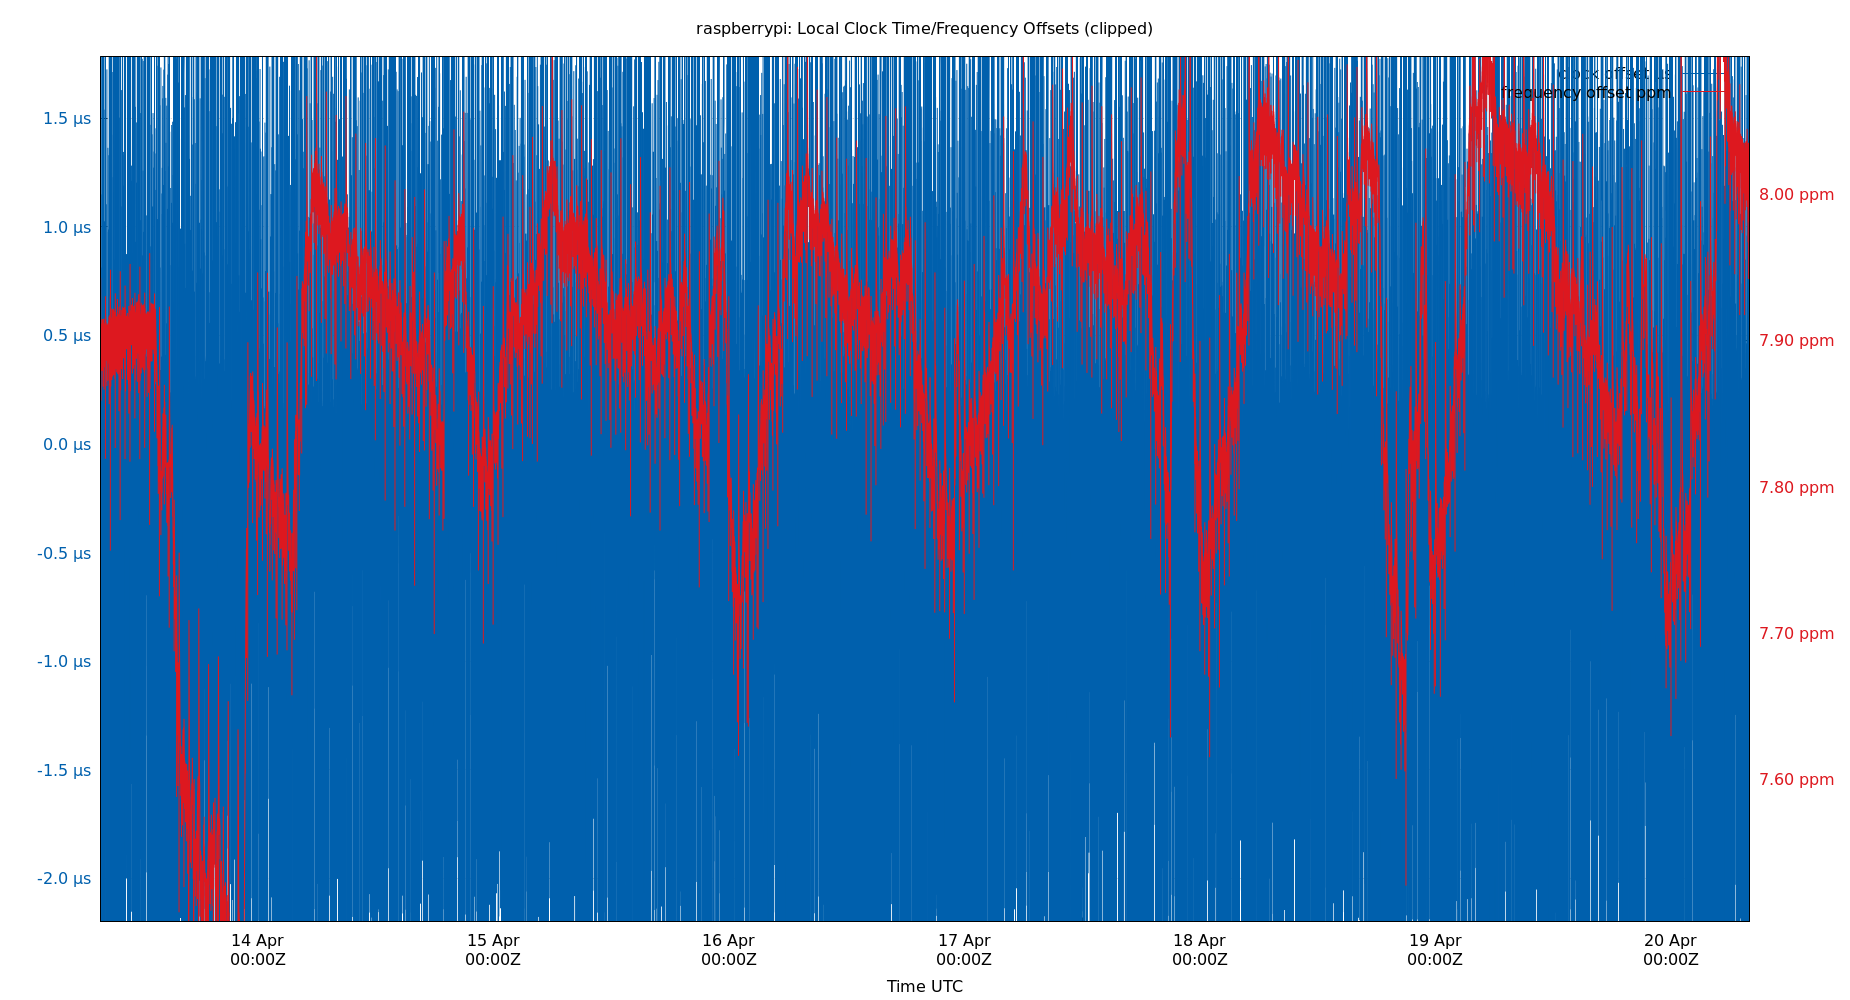 raspberrypi: Local Clock Time/Frequency Offsets (clipped)
clock offset µs
frequency offset ppm
1.5 µs
1.0 µs
0.5 µs
0.0 µs
-0.5 µs
-1.0 µs
-1.5 µs
-2.0 µs
8.00 ppm
7.90 ppm
7.80 ppm
7.70 ppm
7.60 ppm
14 Apr
00:00Z
15 Apr
00:00Z
16 Apr
00:00Z
17 Apr
00:00Z
18 Apr
00:00Z
19 Apr
00:00Z
20 Apr
00:00Z
Time UTC